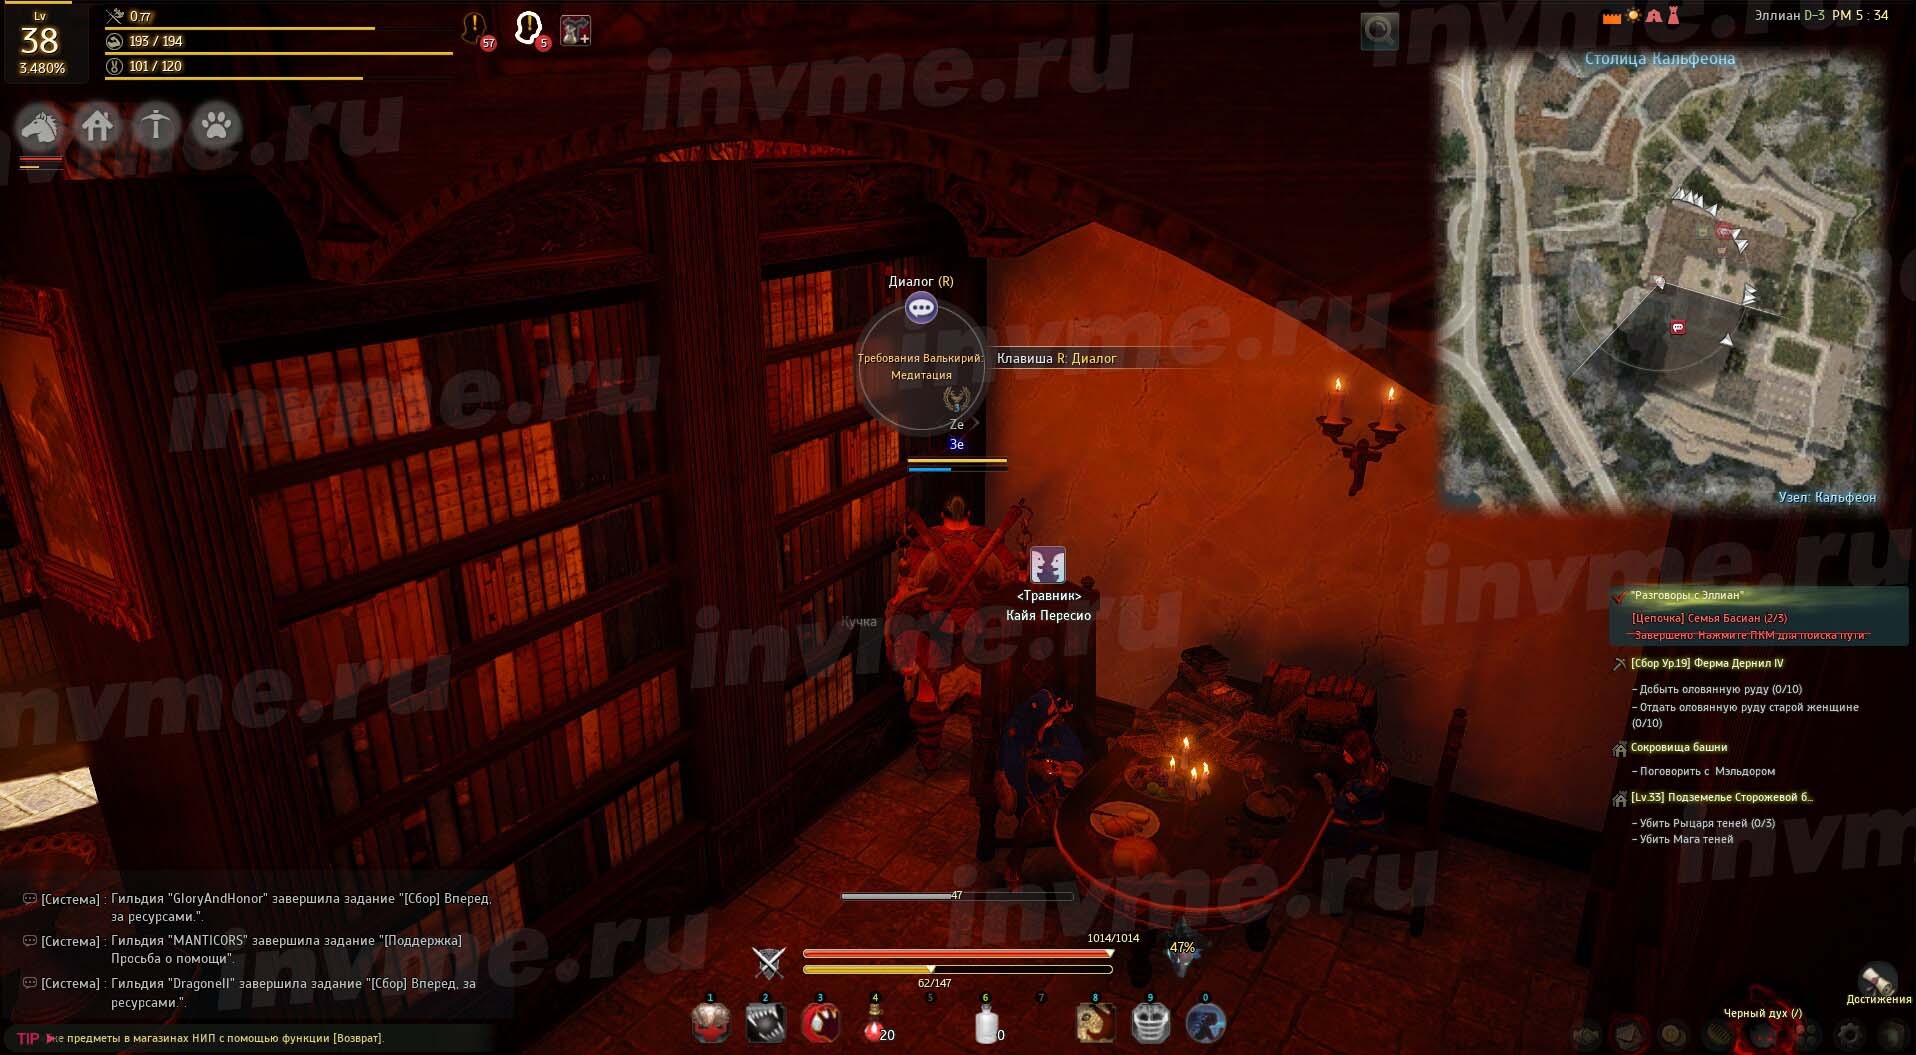 Lv
38
3.480%
0.77
193 / 194
101 / 120
57
5
Эллиан D-3 PM 5 : 34
Столица Кальфеона
Узел: Кальфеон
invme.ru
Диалог (R)
Требования Валькирий:
Медитация
Клавиша R: Диалог
3
Ze
Зе
<Травник>
Кайя Пересио
Кучка
"Разговоры с Эллиан"
[Цепочка] Семья Басиан (2/3)
Завершено. Нажмите ПКМ для поиска пути
[Сбор Ур.19] Ферма Дернил IV
– Добыть оловянную руду (0/10)
– Отдать оловянную руду старой женщине
(0/10)
Сокровища башни
– Поговорить с Мэльдором
[Lv.33] Подземелье Сторожевой б...
– Убить Рыцаря теней (0/3)
– Убить Мага теней
[Система] : Гильдия "GloryAndHonor" завершила задание "[Сбор] Вперед,
за ресурсами.".
[Система] : Гильдия "MANTICORS" завершила задание "[Поддержка]
Просьба о помощи".
[Система] : Гильдия "Dragonell" завершила задание "[Сбор] Вперед, за
ресурсами.".
TIP же предметы в магазинах НИП с помощью функции [Возврат].
47
1014/1014
47%
62/147
1 2 3 4 5 6 7 8 9 0
20
0
Достижения
Черный дух (/)